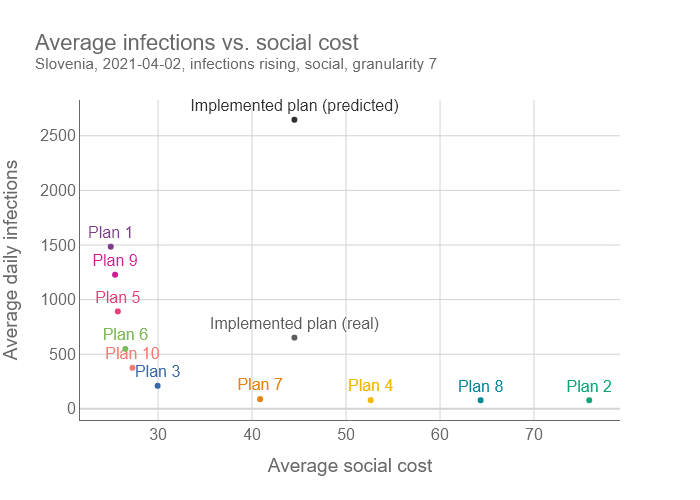 Average infections vs. social cost
Slovenia, 2021-04-02, infections rising, social, granularity 7
Average daily infections
2500
2000
1500
1000
500
0
Implemented plan (predicted)
Plan 1
Plan 9
Plan 5
Implemented plan (real)
Plan 6
Plan 10
Plan 3
Plan 7
Plan 4
Plan 8
Plan 2
30
40
50
60
70
Average social cost